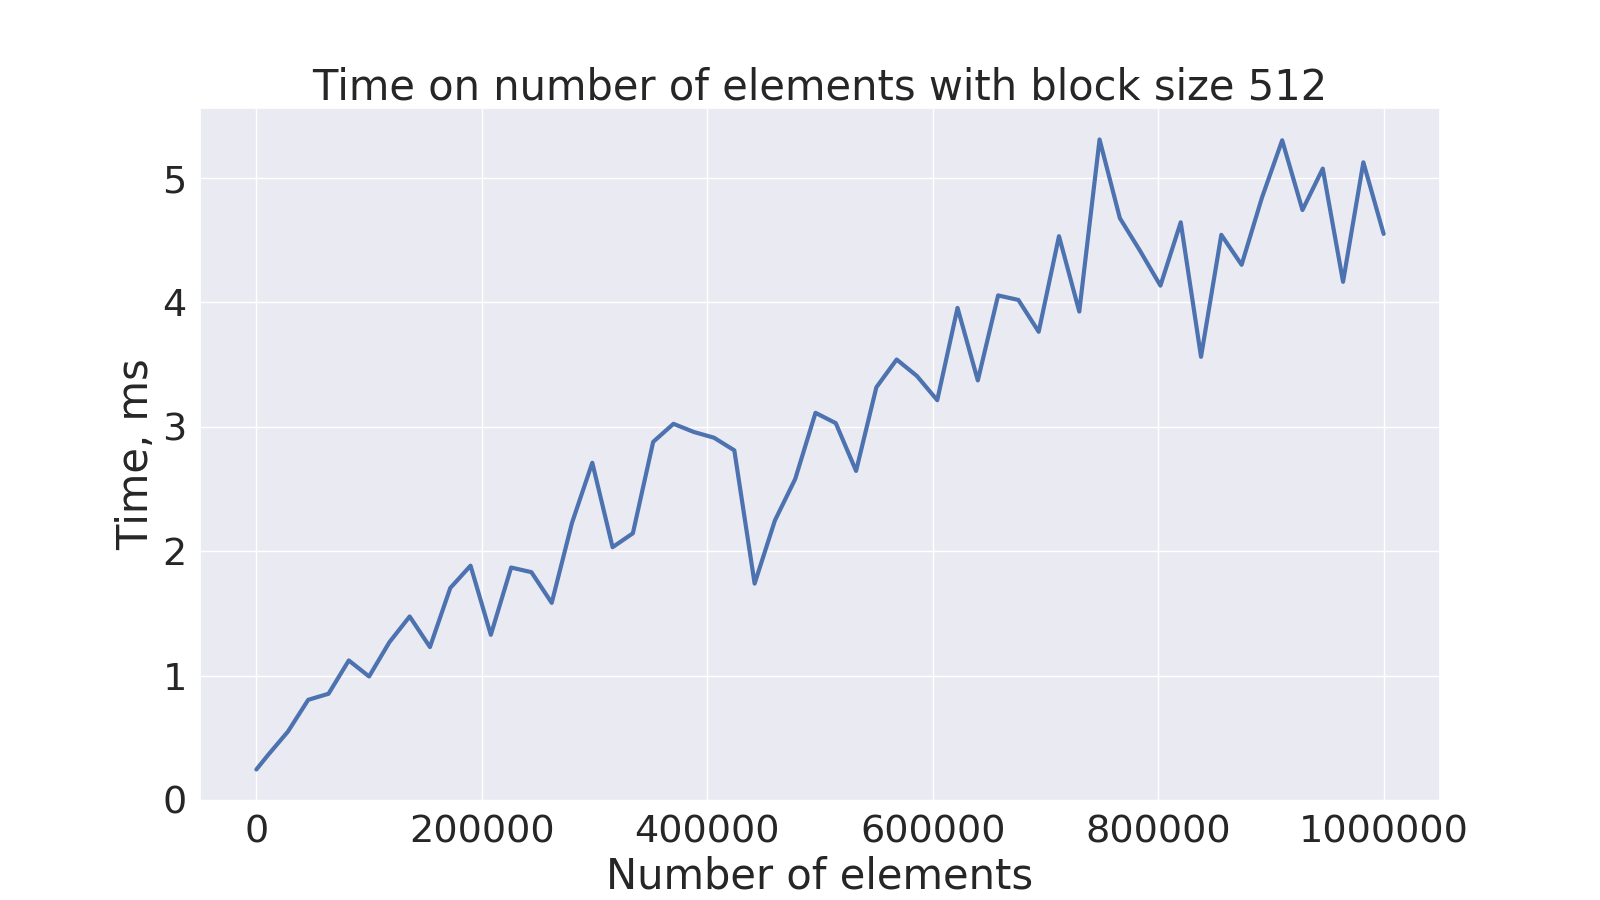 Time on number of elements with block size 512
5
4
3
2
1
0
Time, ms
0 200000 400000 600000 800000 1000000
Number of elements